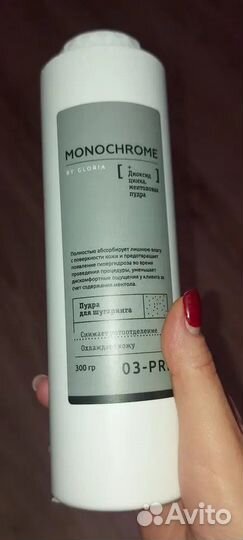 MONOCHROME
BY GLORIA
[ + Диоксид
цинка,
ментоловая
пудра ]
Полностью абсорбирует лишнюю влагу
с поверхности кожи и предотвращает
появление гипергидроза во
время проведения процедуры, уменьшает
дискомфортные ощущения у клиента за
счет содержания ментола.
Пудра
для шугаринга
Снижает потоотделение
Охлаждает кожу
300 гр
03-PR
Avito